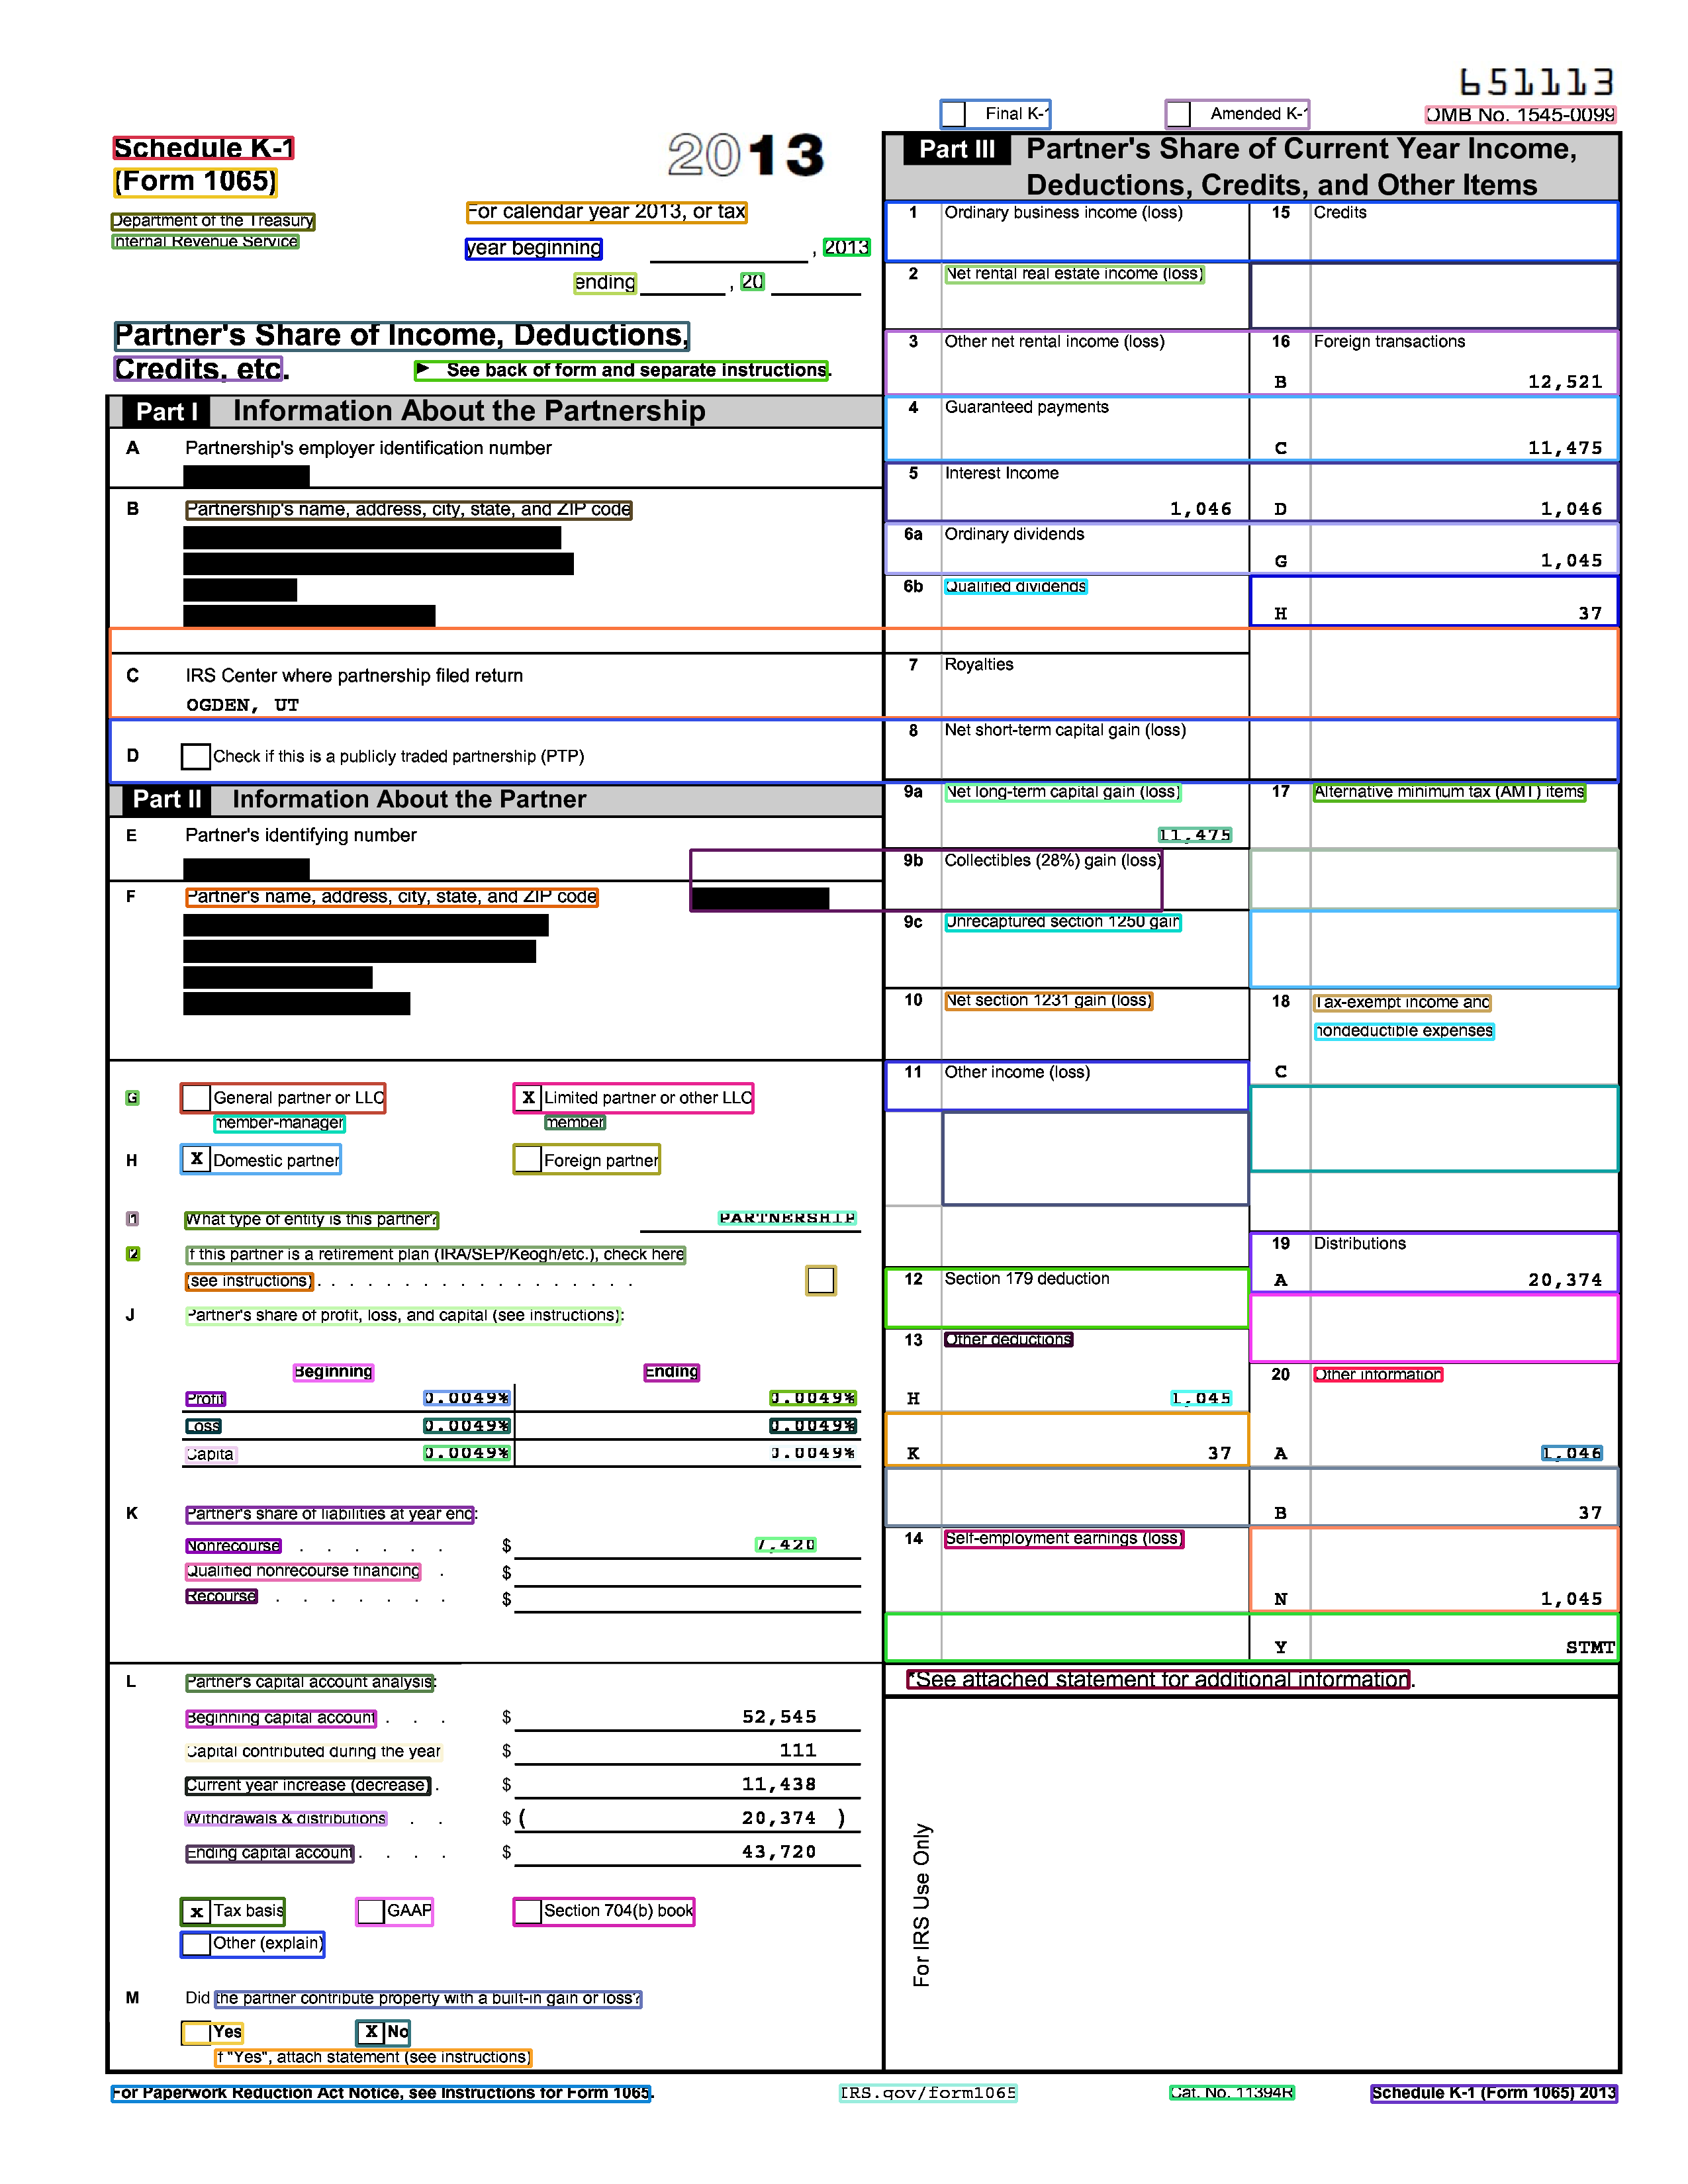 651113
Final K-1
Amended K-1
OMB No. 1545-0099
Schedule K-1
(Form 1065)
2013
Department of the Treasury
Internal Revenue Service
For calendar year 2013, or tax
year beginning , 2013
ending , 20
Partner's Share of Income, Deductions,
Credits, etc.
► See back of form and separate instructions.
Part I Information About the Partnership
A Partnership's employer identification number
B Partnership's name, address, city, state, and ZIP code
C IRS Center where partnership filed return
OGDEN, UT
D Check if this is a publicly traded partnership (PTP)
Part II Information About the Partner
E Partner's identifying number
F Partner's name, address, city, state, and ZIP code
G General partner or LLC
member-manager
X Limited partner or other LLC
member
H X Domestic partner
Foreign partner
I1 What type of entity is this partner? PARTNERSHIP
I2 If this partner is a retirement plan (IRA/SEP/Keogh/etc.), check here
(see instructions) . . . . . . . . . . . . . . . . .
J Partner's share of profit, loss, and capital (see instructions):
Beginning Ending
Profit 0.0049% 0.0049%
Loss 0.0049% 0.0049%
Capital 0.0049% 0.0049%
K Partner's share of liabilities at year end:
Nonrecourse . . . . . . $ 7,420
Qualified nonrecourse financing . $
Recourse . . . . . . . $
L Partner's capital account analysis:
Beginning capital account . . . $ 52,545
Capital contributed during the year $ 111
Current year increase (decrease) . $ 11,438
Withdrawals & distributions . . $ ( 20,374 )
Ending capital account . . . . $ 43,720
x Tax basis
GAAP
Section 704(b) book
Other (explain)
M Did the partner contribute property with a built-in gain or loss?
Yes
X No
If "Yes", attach statement (see instructions)
Part III Partner's Share of Current Year Income,
Deductions, Credits, and Other Items
1 Ordinary business income (loss)
15 Credits
2 Net rental real estate income (loss)
3 Other net rental income (loss)
16 Foreign transactions
B 12,521
4 Guaranteed payments
C 11,475
5 Interest Income
1,046
D 1,046
6a Ordinary dividends
G 1,045
6b Qualified dividends
H 37
7 Royalties
8 Net short-term capital gain (loss)
9a Net long-term capital gain (loss)
11,475
17 Alternative minimum tax (AMT) items
9b Collectibles (28%) gain (loss)
9c Unrecaptured section 1250 gain
10 Net section 1231 gain (loss)
18 Tax-exempt income and
nondeductible expenses
C
11 Other income (loss)
19 Distributions
A 20,374
12 Section 179 deduction
13 Other deductions
H 1,045
20 Other information
K 37
A 1,046
B 37
14 Self-employment earnings (loss)
N 1,045
Y STMT
*See attached statement for additional information.
For IRS Use Only
For Paperwork Reduction Act Notice, see Instructions for Form 1065.
IRS.gov/form1065
Cat. No. 11394R
Schedule K-1 (Form 1065) 2013